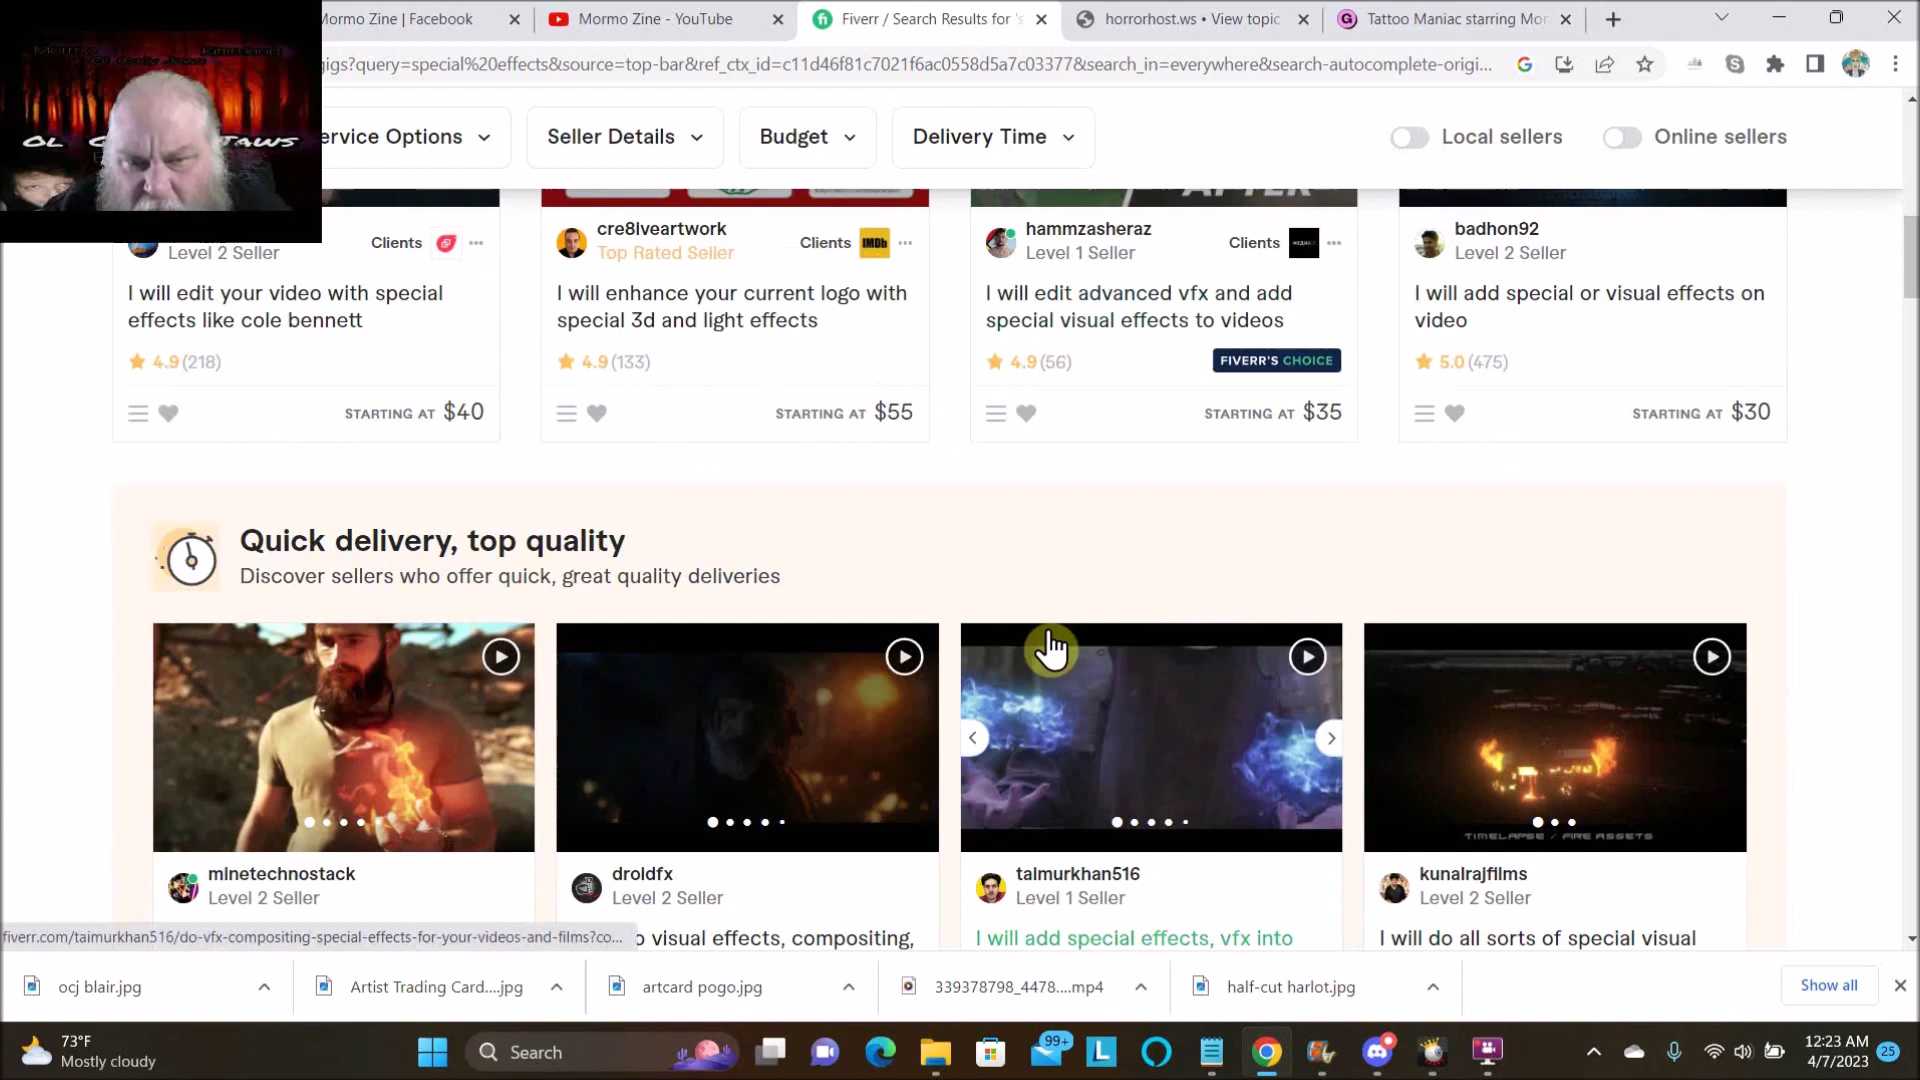 Mormo Zine | Facebook
Mormo Zine - YouTube
Fiverr / Search Results for 's
horrorhost.ws • View topic
Tattoo Maniac starring Mor
gigs?query=special%20effects&source=top-bar&ref_ctx_id=c11d46f81c7021f6ac0558d5a7c03377&search_in=everywhere&search-autocomplete-origi...
ervice Options
Seller Details
Budget
Delivery Time
Local sellers
Online sellers
OL
TAWS
AFTER
Level 2 Seller
Clients
cre8lveartwork
Top Rated Seller
Clients
IMDb
hammzasheraz
Level 1 Seller
Clients
badhon92
Level 2 Seller
I will edit your video with special
effects like cole bennett
I will enhance your current logo with
special 3d and light effects
I will edit advanced vfx and add
special visual effects to videos
I will add special or visual effects on
video
4.9 (218)
4.9 (133)
4.9 (56)
FIVERR'S CHOICE
5.0 (475)
STARTING AT $40
STARTING AT $55
STARTING AT $35
STARTING AT $30
Quick delivery, top quality
Discover sellers who offer quick, great quality deliveries
TIMELAPSE / FIRE ASSETS
mlnetechnostack
Level 2 Seller
droldfx
Level 2 Seller
talmurkhan516
Level 1 Seller
kunalrajfllms
Level 2 Seller
fiverr.com/taimurkhan516/do-vfx-compositing-special-effects-for-your-videos-and-films?co...
o visual effects, compositing,
I will add special effects, vfx into
I will do all sorts of special visual
ocj blair.jpg
Artist Trading Card....jpg
artcard pogo.jpg
339378798_4478....mp4
half-cut harlot.jpg
Show all
73°F
Mostly cloudy
Search
99+
12:23 AM
4/7/2023
25